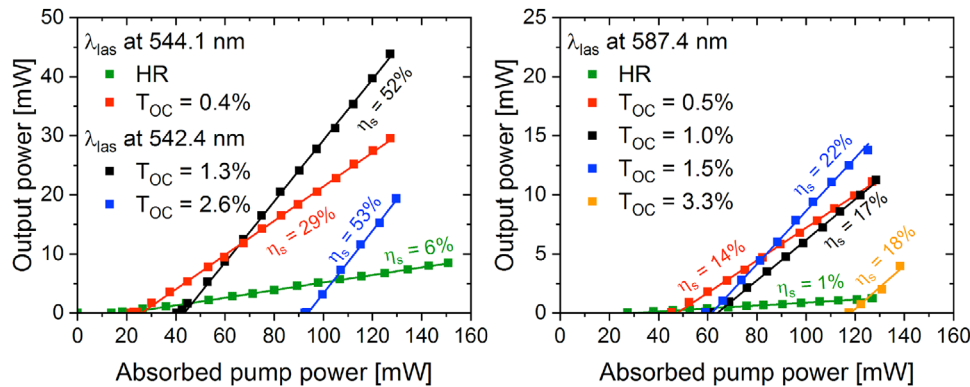 λlas at 544.1 nm
HR
TOC = 0.4%
λlas at 542.4 nm
TOC = 1.3%
TOC = 2.6%
ηs = 52%
ηs = 29%
ηs = 53%
ηs = 6%
Output power [mW]
50
40
30
20
10
0
0 20 40 60 80 100 120 140 160
Absorbed pump power [mW]
λlas at 587.4 nm
HR
TOC = 0.5%
TOC = 1.0%
TOC = 1.5%
TOC = 3.3%
ηs = 22%
ηs = 14%
ηs = 17%
ηs = 18%
ηs = 1%
Output power [mW]
25
20
15
10
5
0
0 20 40 60 80 100 120 140 160
Absorbed pump power [mW]